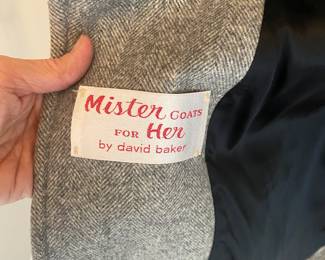 Mister COATS
FOR Her
by david baker